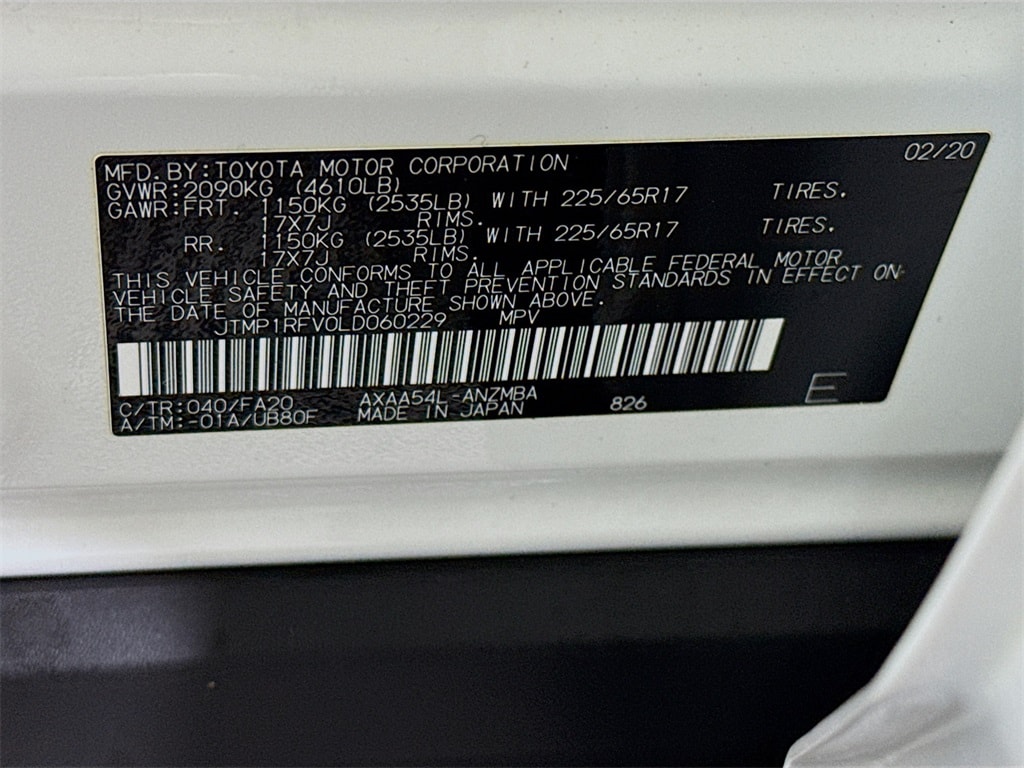 MFD. BY: TOYOTA MOTOR CORPORATION 02/20
GVWR: 2090KG (4610LB)
GAWR: FRT. 1150KG (2535LB) WITH 225/65R17 TIRES.
17X7J RIMS.
RR. 1150KG (2535LB) WITH 225/65R17 TIRES.
17X7J RIMS.
THIS VEHICLE CONFORMS TO ALL APPLICABLE FEDERAL MOTOR
VEHICLE SAFETY AND THEFT PREVENTION STANDARDS IN EFFECT ON
THE DATE OF MANUFACTURE SHOWN ABOVE.
JTMP1RFV0LD060229 MPV
C/TR: 040/FA20 AXAA54L-ANZMBA
A/TM: -01A/UB80F MADE IN JAPAN 826 E